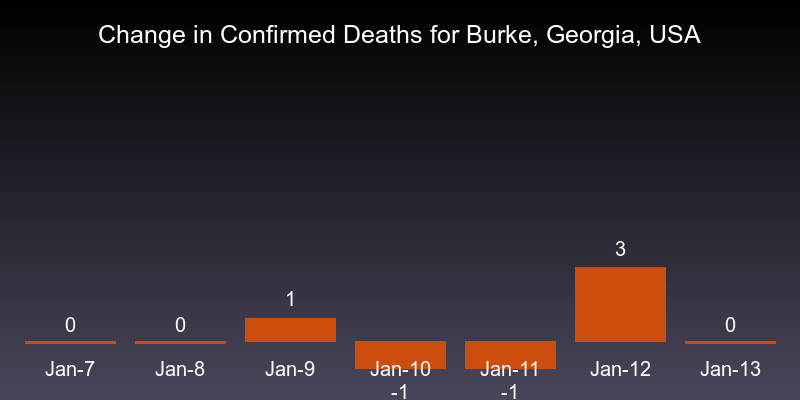 Change in Confirmed Deaths for Burke, Georgia, USA
3
1
0 0 0
Jan-7 Jan-8 Jan-9 Jan-10 Jan-11 Jan-12 Jan-13
-1 -1